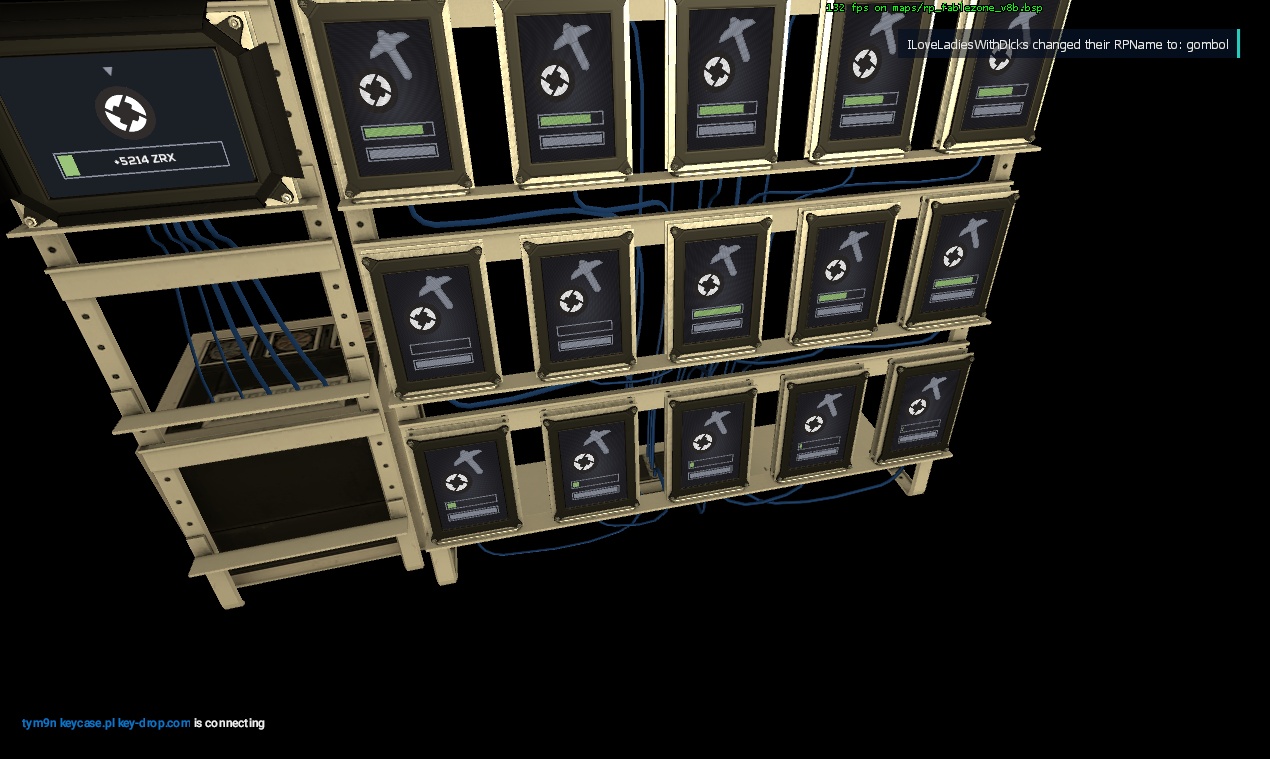 132 fps on maps/rp_fablezone_v8b.bsp
ILoveLadiesWithDlcks changed their RPName to: gombol
+5214 ZRX
tym9n keycase.pl key-drop.com is connecting